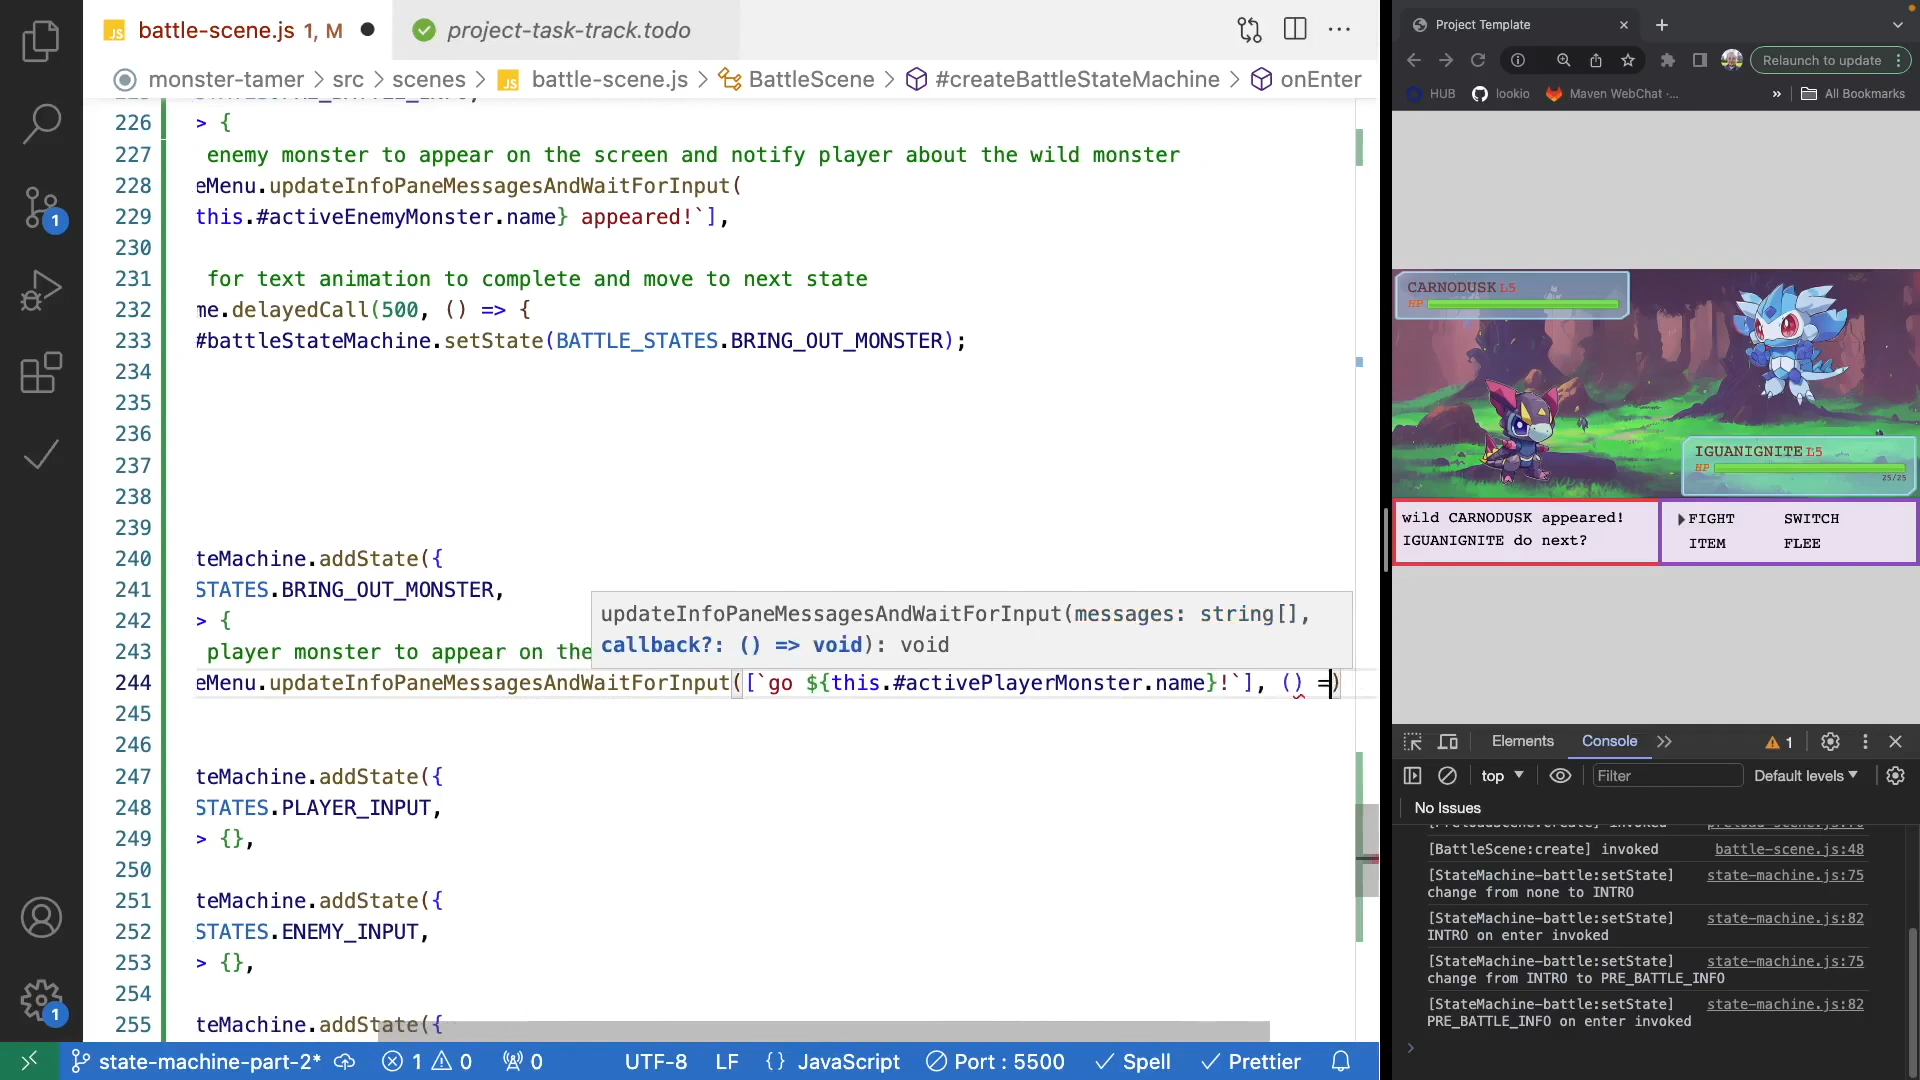 battle-scene.js 1, M
project-task-track.todo
monster-tamer > src > scenes > battle-scene.js > BattleScene > #createBattleStateMachine > onEnter
226 > {
227 enemy monster to appear on the screen and notify player about the wild monster
228 eMenu.updateInfoPaneMessagesAndWaitForInput(
229 this.#activeEnemyMonster.name} appeared!`],
230
231 for text animation to complete and move to next state
232 me.delayedCall(500, () => {
233 #battleStateMachine.setState(BATTLE_STATES.BRING_OUT_MONSTER);
234
235
236
237
238
239
240 teMachine.addState({
241 STATES.BRING_OUT_MONSTER,
242 > {
243 player monster to appear on the
updateInfoPaneMessagesAndWaitForInput(messages: string[],
callback?: () => void): void
244 eMenu.updateInfoPaneMessagesAndWaitForInput([`go ${this.#activePlayerMonster.name}!`], () =)
245
246
247 teMachine.addState({
248 STATES.PLAYER_INPUT,
249 > {},
250
251 teMachine.addState({
252 STATES.ENEMY_INPUT,
253 > {},
254
255 teMachine.addState({
1
1
state-machine-part-2* 1 0 0 UTF-8 LF {} JavaScript Port : 5500 Spell Prettier
Project Template
Relaunch to update
HUB lookio Maven WebChat -... » All Bookmarks
CARNODUSK L5
HP
IGUANIGNITE L5
HP
25/25
wild CARNODUSK appeared!
IGUANIGNITE do next?
FIGHT SWITCH
ITEM FLEE
Elements Console 1
top Filter Default levels
No Issues
[BattleScene:create] invoked battle-scene.js:48
[StateMachine-battle:setState] state-machine.js:75
change from none to INTRO
[StateMachine-battle:setState] state-machine.js:82
INTRO on enter invoked
[StateMachine-battle:setState] state-machine.js:75
change from INTRO to PRE_BATTLE_INFO
[StateMachine-battle:setState] state-machine.js:82
PRE_BATTLE_INFO on enter invoked